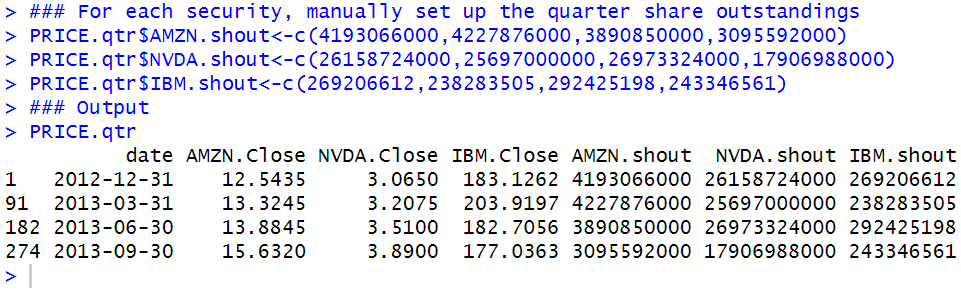 > ### For each security, manually set up the quarter share outstandings
> PRICE.qtr$AMZN.shout<-c(4193066000,4227876000,3890850000,3095592000)
> PRICE.qtr$NVDA.shout<-c(26158724000,25697000000,26973324000,17906988000)
> PRICE.qtr$IBM.shout<-c(269206612,238283505,292425198,243346561)
> ### Output
> PRICE.qtr
          date AMZN.Close NVDA.Close IBM.Close AMZN.shout  NVDA.shout IBM.shout
1   2012-12-31    12.5435     3.0650  183.1262 4193066000 26158724000 269206612
91  2013-03-31    13.3245     3.2075  203.9197 4227876000 25697000000 238283505
182 2013-06-30    13.8845     3.5100  182.7056 3890850000 26973324000 292425198
274 2013-09-30    15.6320     3.8900  177.0363 3095592000 17906988000 243346561
>